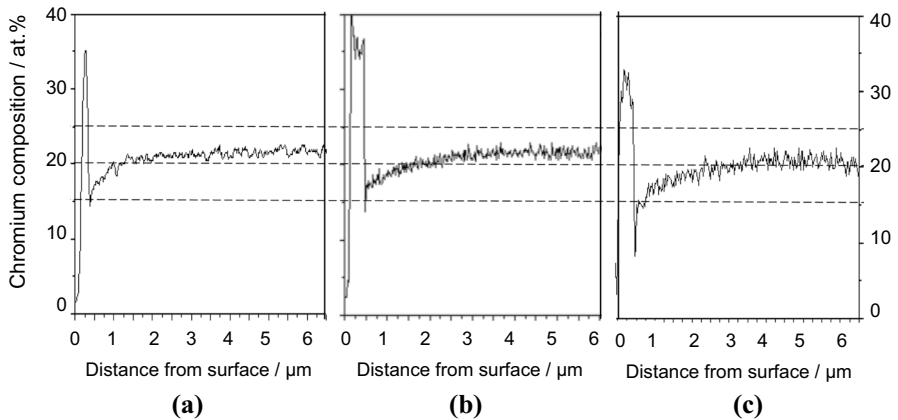 Chromium composition / at.%
40
30
20
10
0
0 1 2 3 4 5 6
Distance from surface / µm
(a)
0 1 2 3 4 5 6
Distance from surface / µm
(b)
40
30
20
10
0
0 1 2 3 4 5 6
Distance from surface / µm
(c)